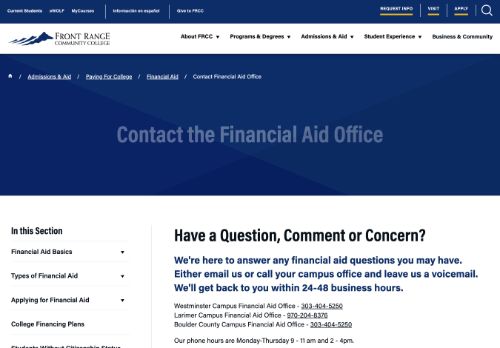 Current Students eWOLF MyCourses Información en español Give to FRCC REQUEST INFO VISIT APPLY
FRONT RANGE
COMMUNITY COLLEGE
About FRCC Programs & Degrees Admissions & Aid Student Experience Business & Community
/ Admissions & Aid / Paying For College / Financial Aid / Contact Financial Aid Office
Contact the Financial Aid Office
In this Section
Financial Aid Basics
Types of Financial Aid
Applying for Financial Aid
College Financing Plans
Students Without Citizenship Status
Have a Question, Comment or Concern?
We're here to answer any financial aid questions you may have.
Either email us or call your campus office and leave us a voicemail.
We'll get back to you within 24-48 business hours.
Westminster Campus Financial Aid Office - 303-404-5250
Larimer Campus Financial Aid Office - 970-204-8376
Boulder County Campus Financial Aid Office - 303-404-5250
Our phone hours are Monday-Thursday 9 - 11 am and 2 - 4pm.